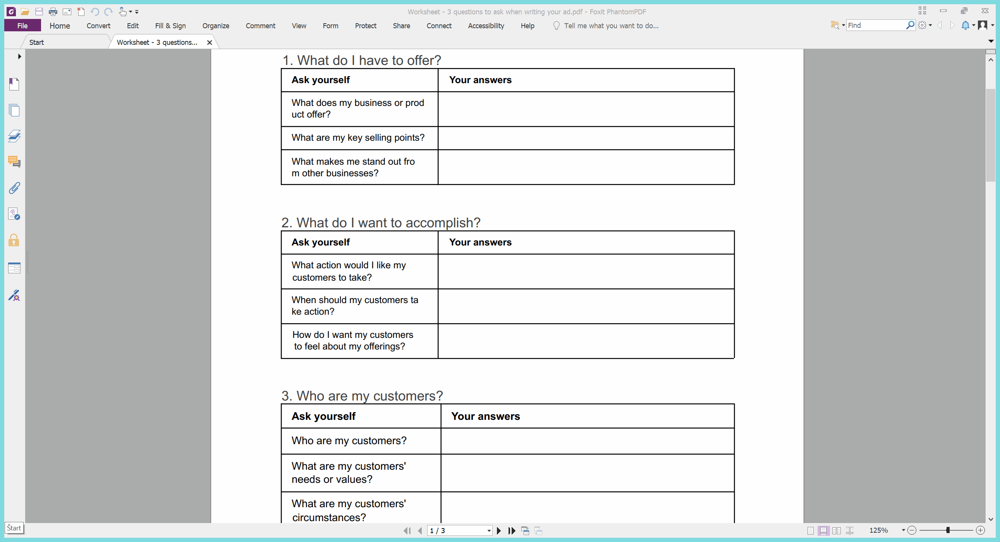 Worksheet - 3 questions to ask when writing your ad.pdf - Foxit PhantomPDF
File Home Convert Edit Fill & Sign Organize Comment View Form Protect Share Connect Accessibility Help Tell me what you want to do... Find
Start Worksheet - 3 questions...
1. What do I have to offer?
Ask yourself Your answers
What does my business or prod
uct offer?
What are my key selling points?
What makes me stand out fro
m other businesses?
2. What do I want to accomplish?
Ask yourself Your answers
What action would I like my
customers to take?
When should my customers ta
ke action?
How do I want my customers
to feel about my offerings?
3. Who are my customers?
Ask yourself Your answers
Who are my customers?
What are my customers'
needs or values?
What are my customers'
circumstances?
Štart
1 / 3
125%